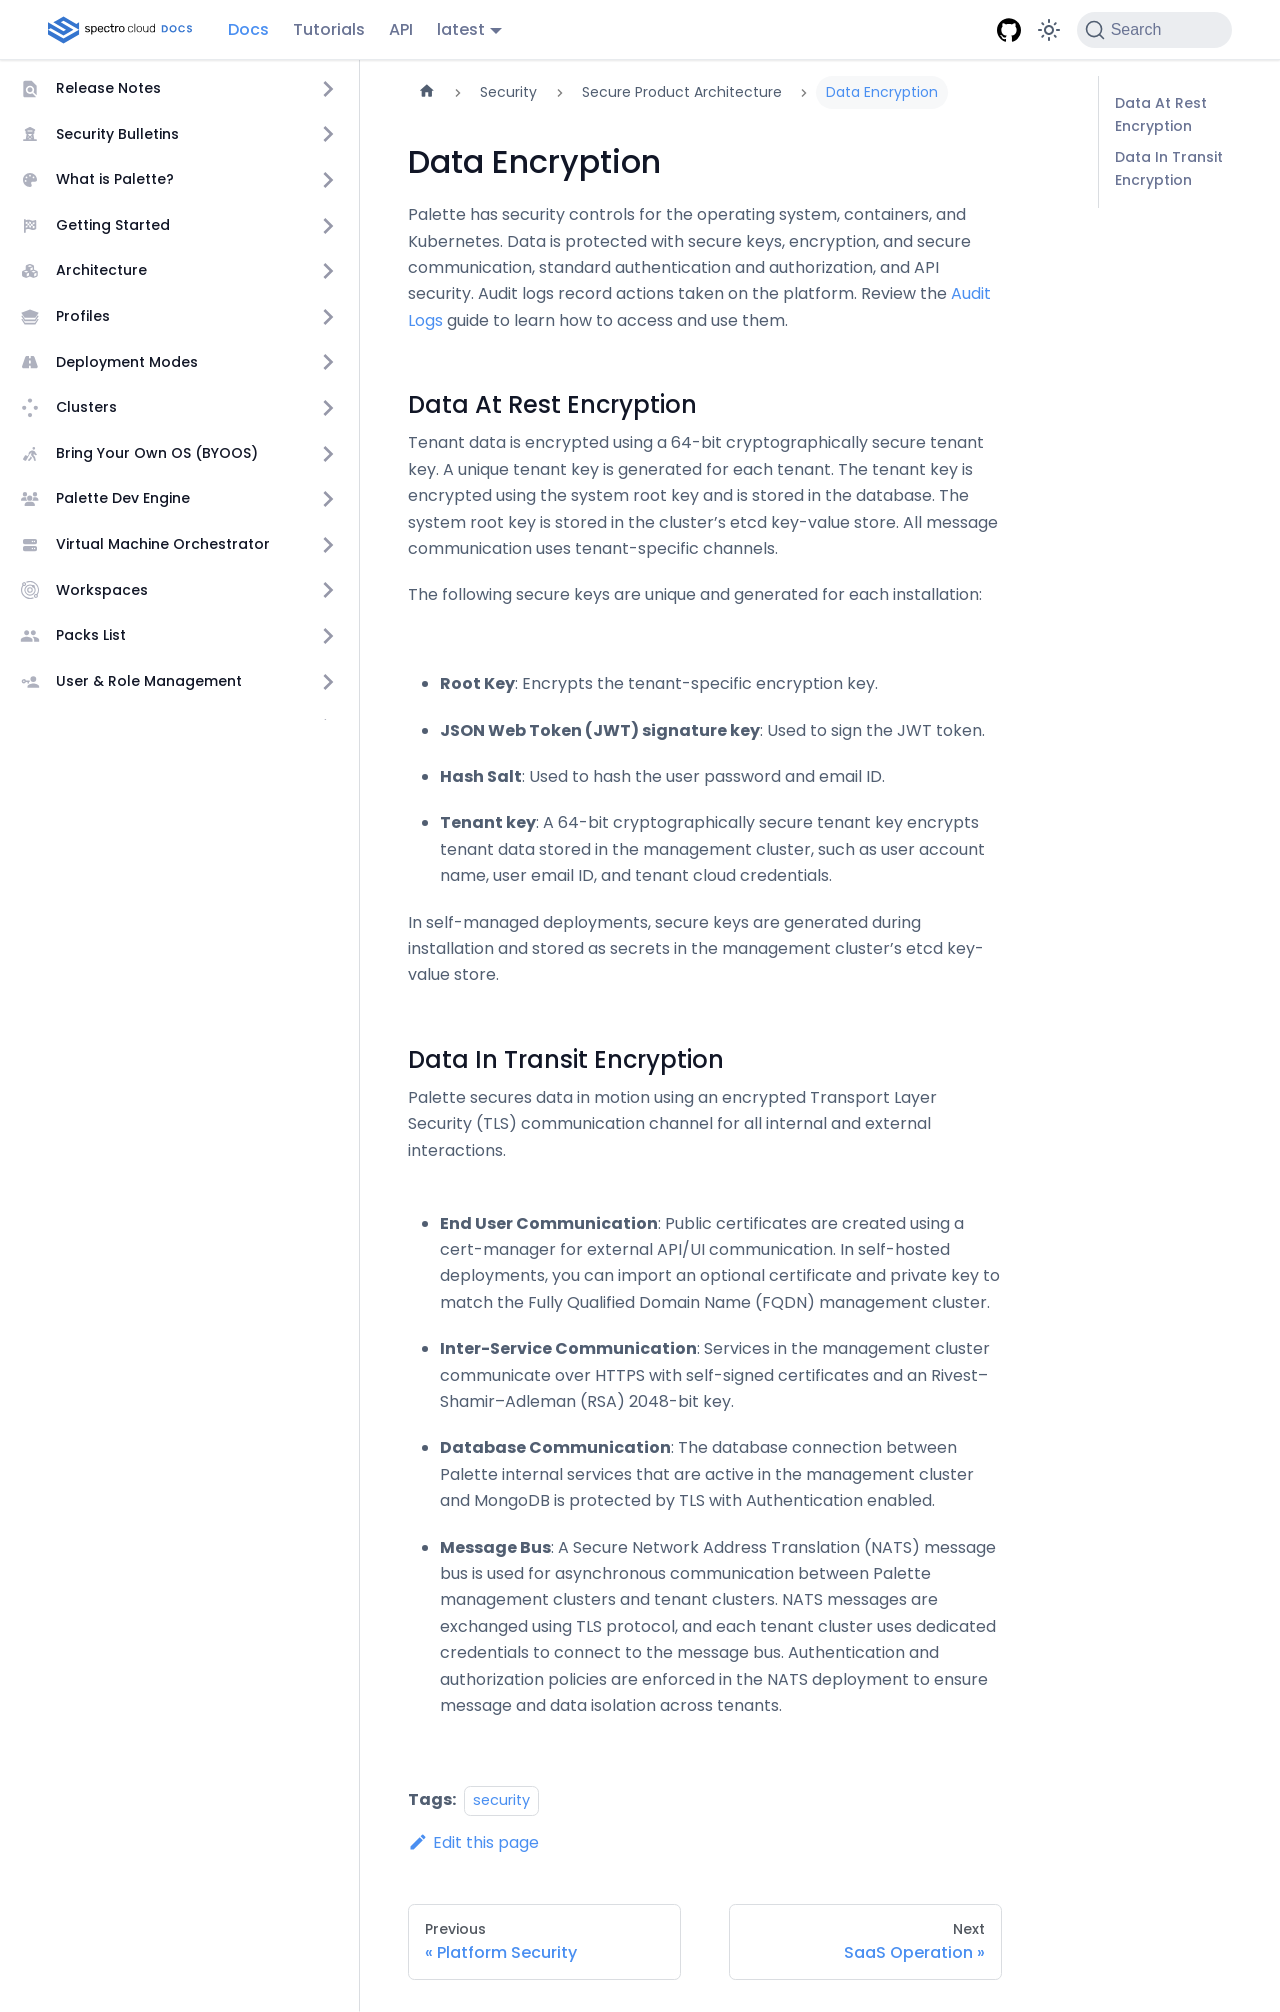 spectro cloud DOCS
Docs
Tutorials
API
latest
Search
Release Notes
Security Bulletins
What is Palette?
Getting Started
Architecture
Profiles
Deployment Modes
Clusters
Bring Your Own OS (BYOOS)
Palette Dev Engine
Virtual Machine Orchestrator
Workspaces
Packs List
User & Role Management
Security
Secure Product Architecture
Data Encryption
Data Encryption
Palette has security controls for the operating system, containers, and
Kubernetes. Data is protected with secure keys, encryption, and secure
communication, standard authentication and authorization, and API
security. Audit logs record actions taken on the platform. Review the Audit
Logs guide to learn how to access and use them.
Data At Rest Encryption
Tenant data is encrypted using a 64-bit cryptographically secure tenant
key. A unique tenant key is generated for each tenant. The tenant key is
encrypted using the system root key and is stored in the database. The
system root key is stored in the cluster’s etcd key-value store. All message
communication uses tenant-specific channels.
The following secure keys are unique and generated for each installation:
• Root Key: Encrypts the tenant-specific encryption key.
• JSON Web Token (JWT) signature key: Used to sign the JWT token.
• Hash Salt: Used to hash the user password and email ID.
• Tenant key: A 64-bit cryptographically secure tenant key encrypts
tenant data stored in the management cluster, such as user account
name, user email ID, and tenant cloud credentials.
In self-managed deployments, secure keys are generated during
installation and stored as secrets in the management cluster’s etcd key-
value store.
Data In Transit Encryption
Palette secures data in motion using an encrypted Transport Layer
Security (TLS) communication channel for all internal and external
interactions.
• End User Communication: Public certificates are created using a
cert-manager for external API/UI communication. In self-hosted
deployments, you can import an optional certificate and private key to
match the Fully Qualified Domain Name (FQDN) management cluster.
• Inter-Service Communication: Services in the management cluster
communicate over HTTPS with self-signed certificates and an Rivest–
Shamir–Adleman (RSA) 2048-bit key.
• Database Communication: The database connection between
Palette internal services that are active in the management cluster
and MongoDB is protected by TLS with Authentication enabled.
• Message Bus: A Secure Network Address Translation (NATS) message
bus is used for asynchronous communication between Palette
management clusters and tenant clusters. NATS messages are
exchanged using TLS protocol, and each tenant cluster uses dedicated
credentials to connect to the message bus. Authentication and
authorization policies are enforced in the NATS deployment to ensure
message and data isolation across tenants.
Tags: security
Edit this page
Previous
« Platform Security
Next
SaaS Operation »
Data At Rest
Encryption
Data In Transit
Encryption